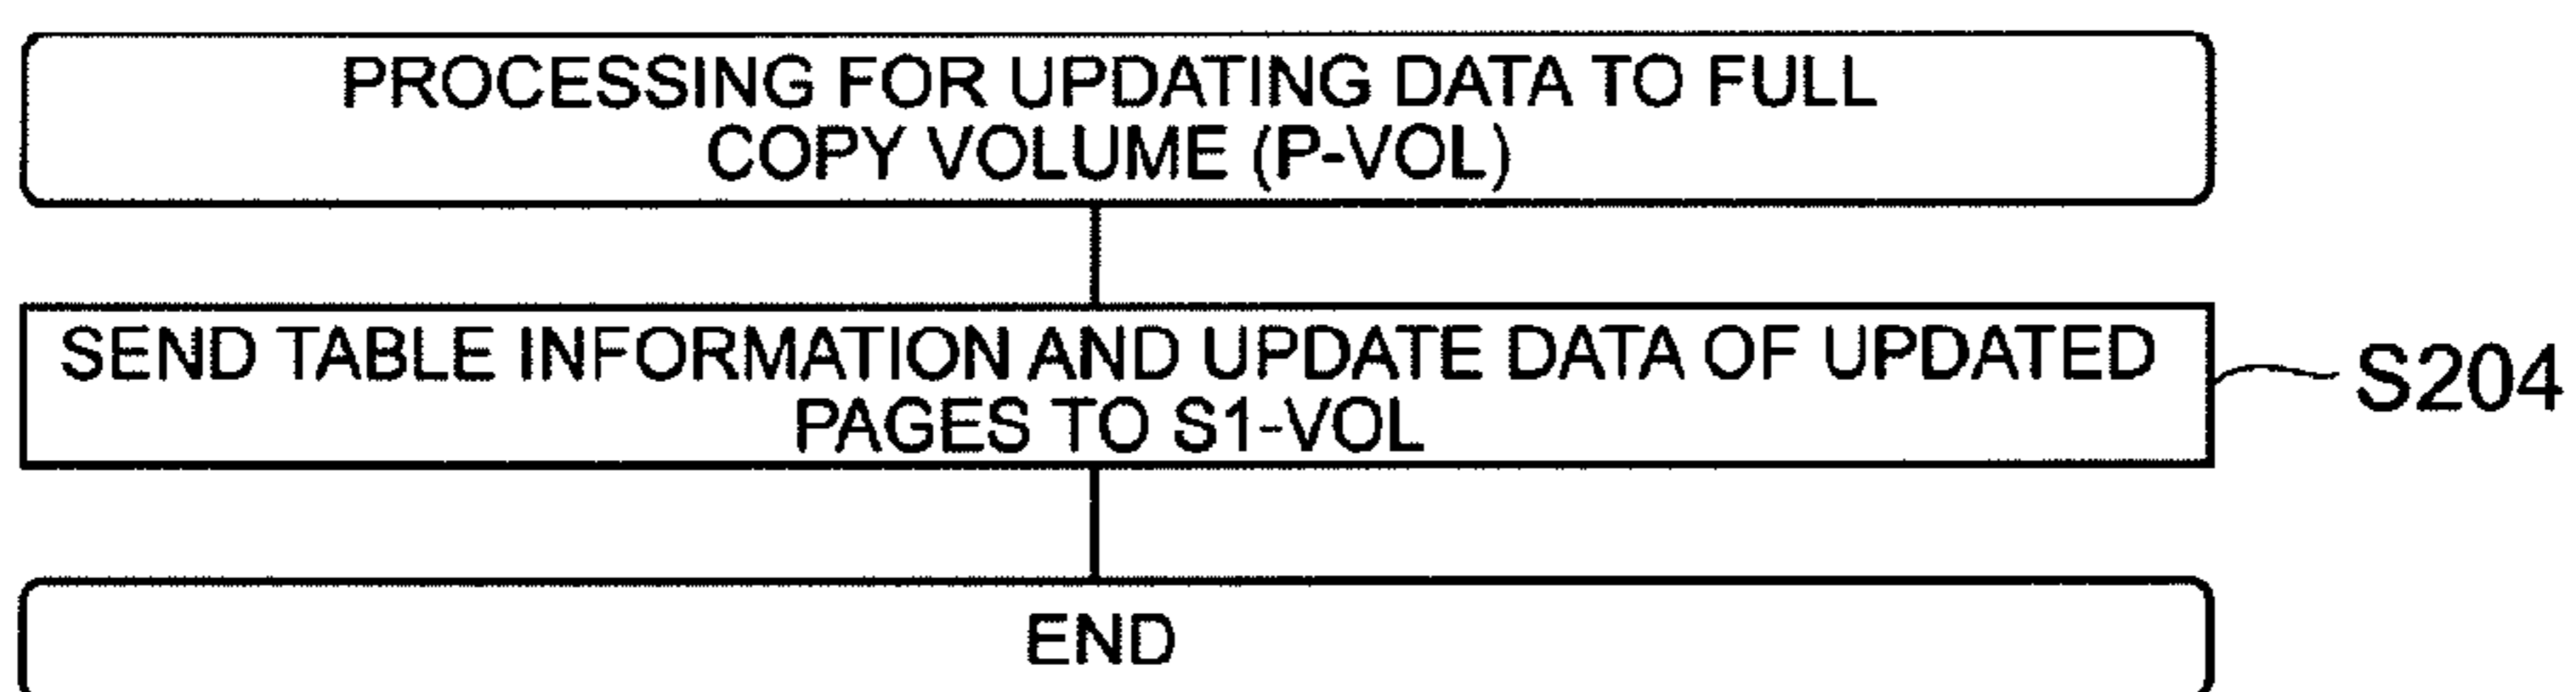 PROCESSING FOR UPDATING DATA TO FULL
COPY VOLUME (P-VOL)
SEND TABLE INFORMATION AND UPDATE DATA OF UPDATED
PAGES TO S1-VOL
S204
END